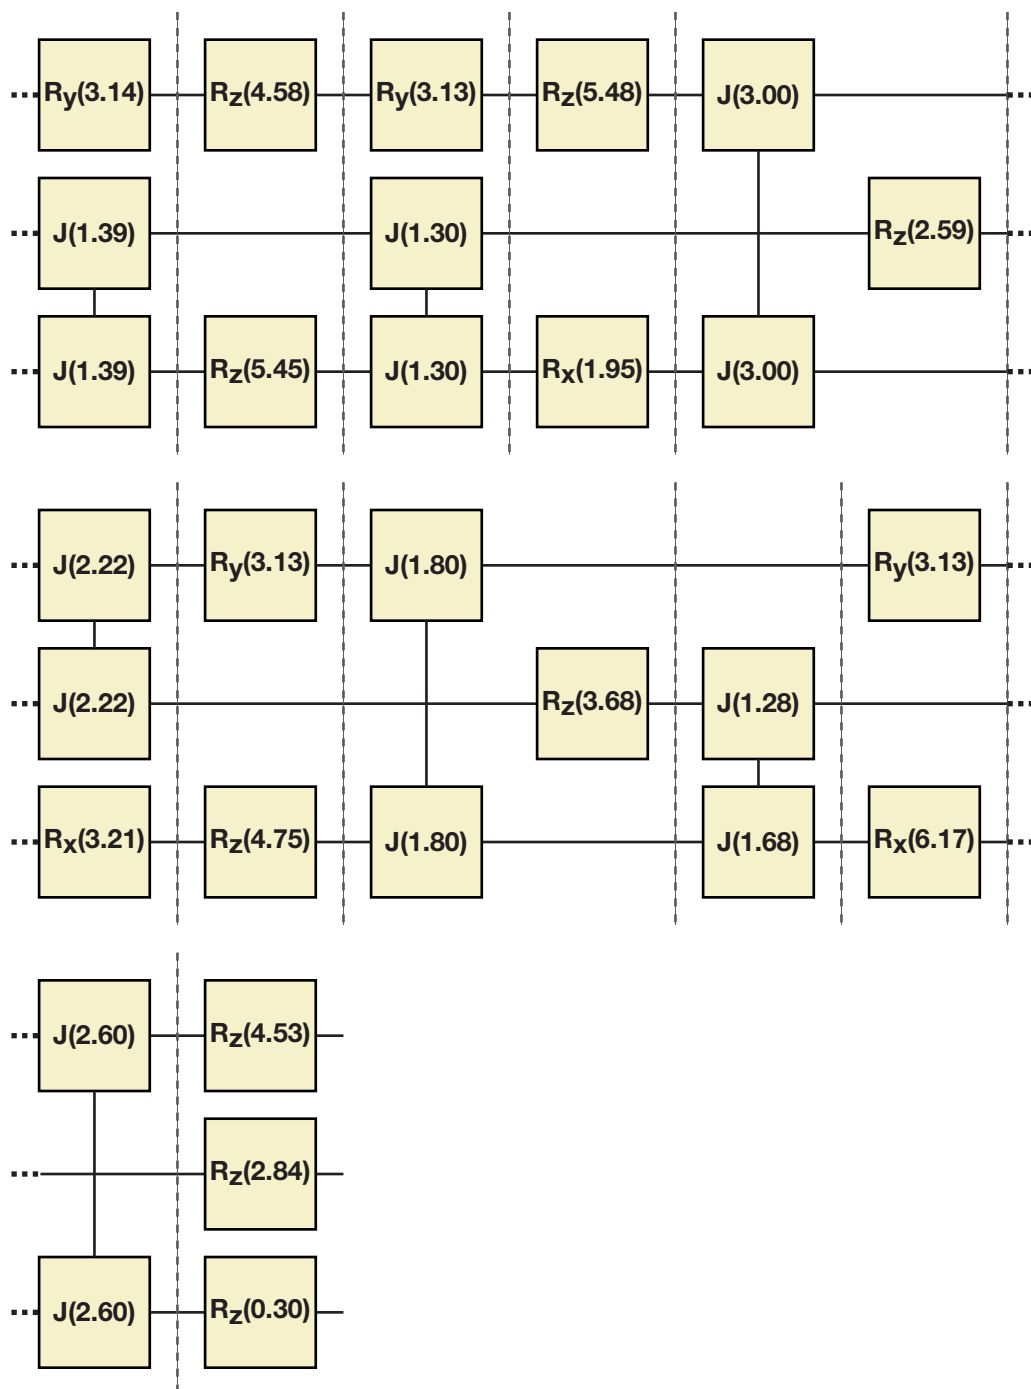 Ry(3.14) Rz(4.58) Ry(3.13) Rz(5.48) J(3.00)
J(1.39) J(1.30) Rz(2.59)
J(1.39) Rz(5.45) J(1.30) Rx(1.95) J(3.00)
J(2.22) Ry(3.13) J(1.80) Ry(3.13)
J(2.22) Rz(3.68) J(1.28)
Rx(3.21) Rz(4.75) J(1.80) J(1.68) Rx(6.17)
J(2.60) Rz(4.53)
Rz(2.84)
J(2.60) Rz(0.30)